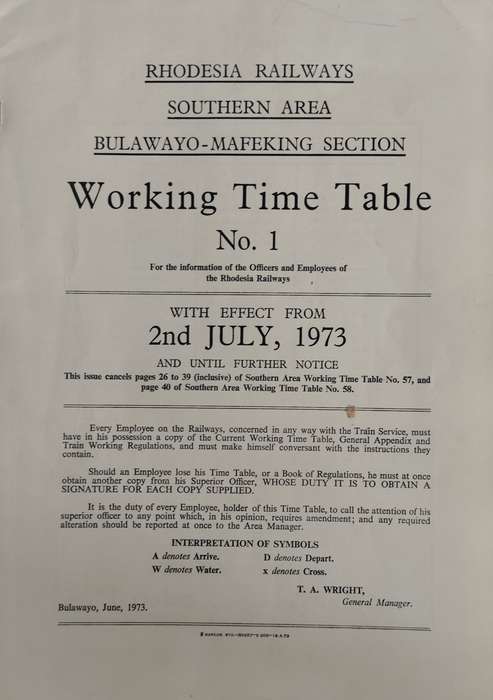 RHODESIA RAILWAYS
SOUTHERN AREA
BULAWAYO-MAFEKING SECTION
Working Time Table
No. 1
For the information of the Officers and Employees of
the Rhodesia Railways
WITH EFFECT FROM
2nd JULY, 1973
AND UNTIL FURTHER NOTICE
This issue cancels pages 26 to 39 (inclusive) of Southern Area Working Time Table No. 57, and
page 40 of Southern Area Working Time Table No. 58.
Every Employee on the Railways, concerned in any way with the Train Service, must
have in his possession a copy of the Current Working Time Table, General Appendix and
Train Working Regulations, and must make himself conversant with the instructions they
contain.
Should an Employee lose his Time Table, or a Book of Regulations, he must at once
obtain another copy from his Superior Officer, WHOSE DUTY IT IS TO OBTAIN A
SIGNATURE FOR EACH COPY SUPPLIED.
It is the duty of every Employee, holder of this Time Table, to call the attention of his
superior officer to any point which, in his opinion, requires amendment; and any required
alteration should be reported at once to the Area Manager.
INTERPRETATION OF SYMBOLS
A denotes Arrive. D denotes Depart.
W denotes Water. x denotes Cross.
T. A. WRIGHT,
General Manager.
Bulawayo, June, 1973.